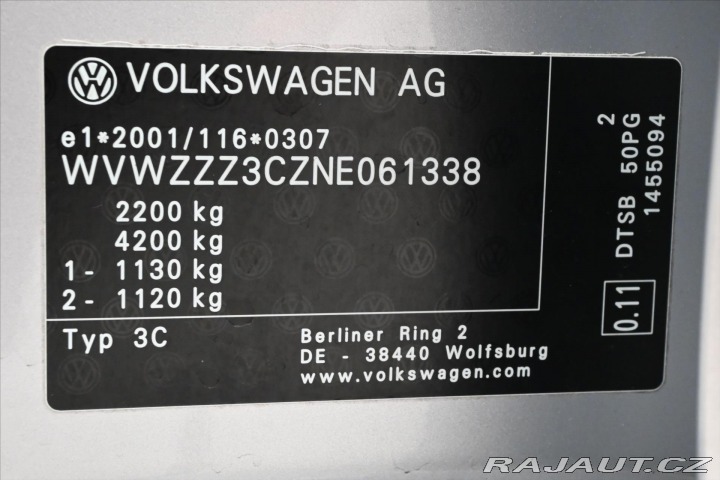 VOLKSWAGEN AG
e1*2001/116*0307
WVWZZZ3CZNE061338
2200 kg
4200 kg
1- 1130 kg
2- 1120 kg
Typ 3C
Berliner Ring 2
DE - 38440 Wolfsburg
www.volkswagen.com
2
DTSB 50PG
1455094
0.11
RAJAUT.CZ